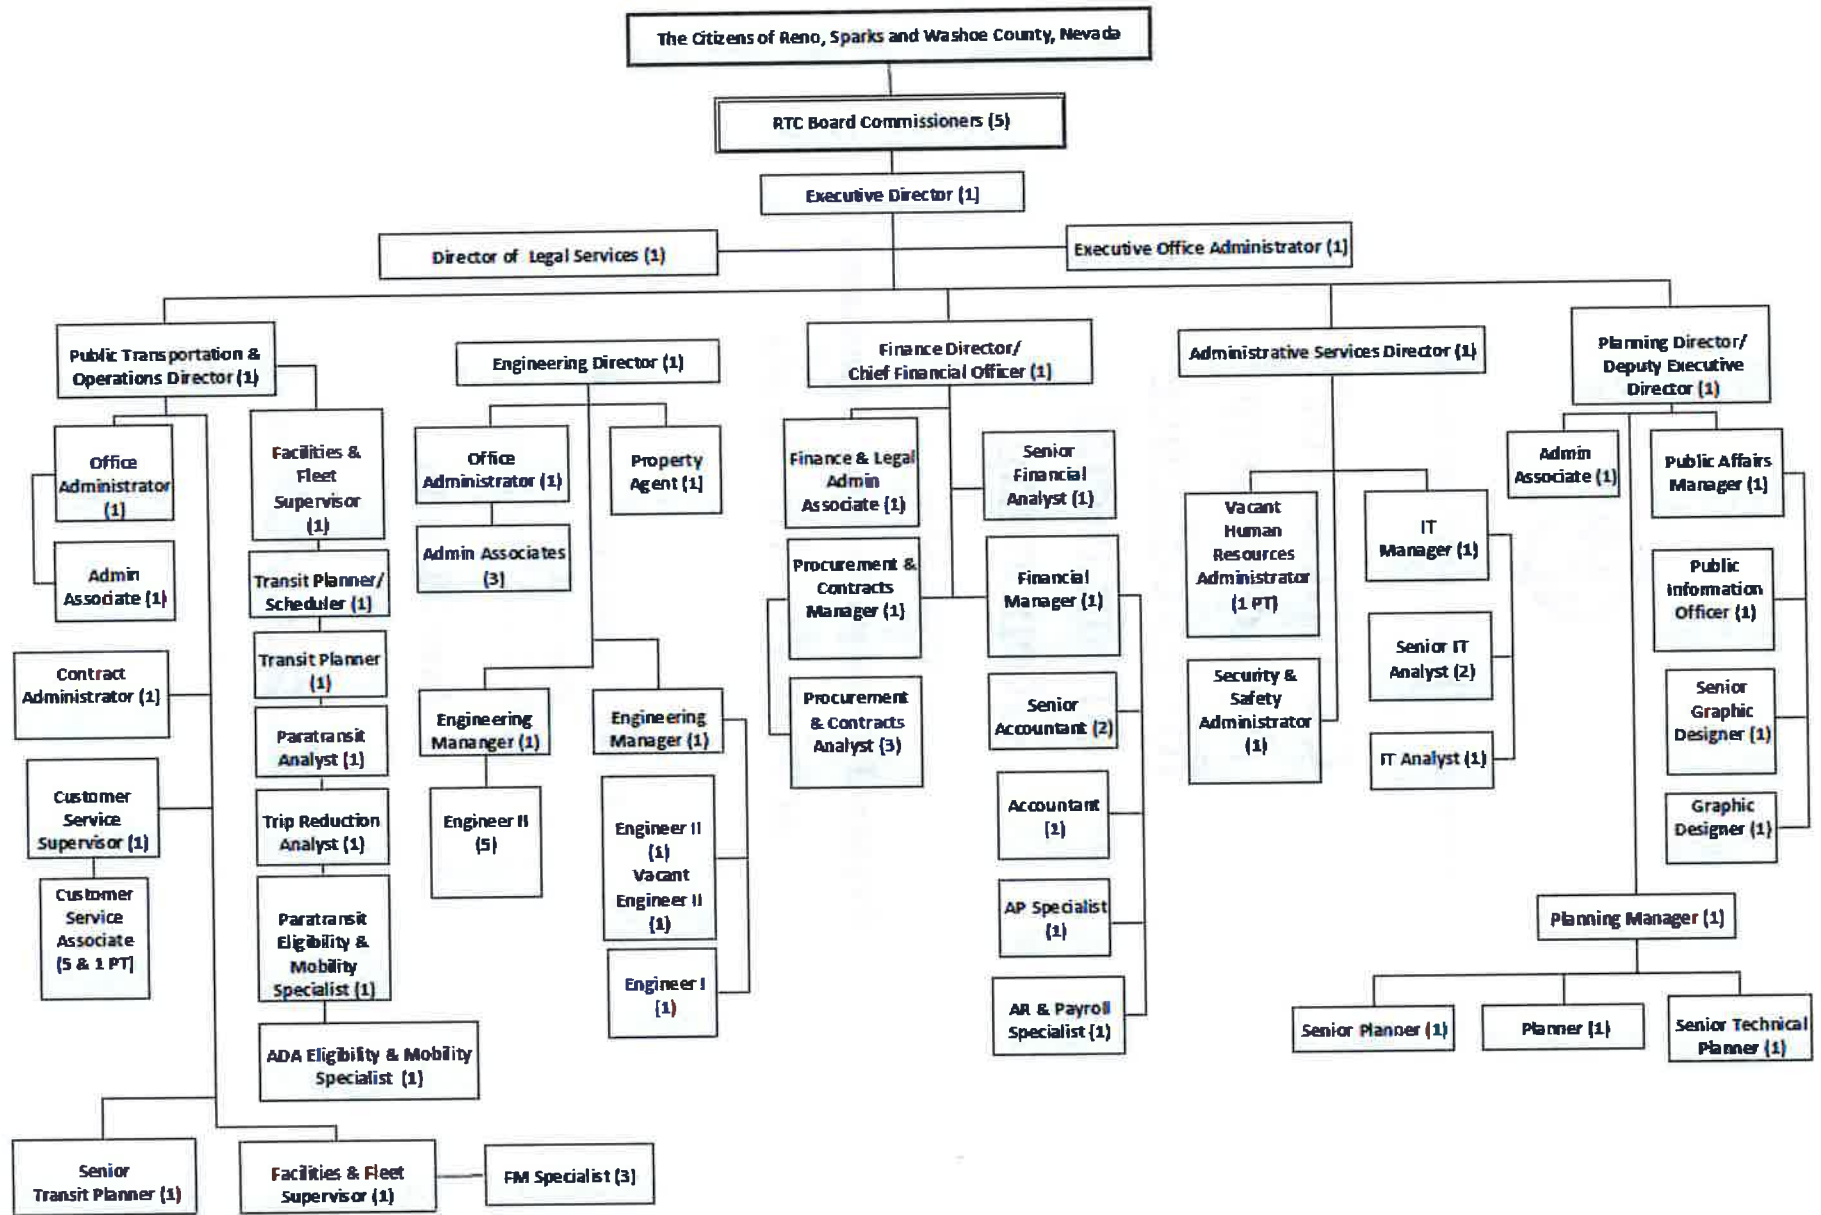 The Citizens of Reno, Sparks and Washoe County, Nevada
RTC Board Commissioners (5)
Executive Director (1]
Director of Legal Services (1)
Executive Office Administrator (1]
Public Transportation &
Operations Director (1)
Engineering Director (1)
Finance Director/
Chief Financial Officer (1]
Administrative Services Director (1)
Planning Director/
Deputy Executive
Director (1)
Office
Administrator
(1)
Admin
Associate (1)
Contract
Administrator (1]
Customer
Service
Supervisor (1)
Customer
Service
Associate
(5 & 1 PT]
Senior
Transit Planner (1)
Facilities &
Fleet
Supervisor
(1)
Transit Planner/
Scheduler (1)
Transit Planner
(1)
Paratransit
Analyst (1)
Trip Reduction
Analyst (1)
Paratransit
Eligibility &
Mobility
Specialist (1)
ADA Eligibility & Mobility
Specialist (1)
Facilities & Fleet
Supervisor (1)
FM Specialist (3]
Office
Administrator (1)
Admin Associates
(3)
Property
Agent (1]
Engineering
Mananger (1)
Engineer II
(5)
Engineering
Manager (1)
Engineer II
(1)
Vacant
Engineer II
(1)
Engineer I
(1)
Finance & Legal
Admin
Associate (1)
Procurement &
Contracts
Manager (1)
Procurement
& Contracts
Analyst (3)
Senior
Financial
Analyst (1)
Financial
Manager (1)
Senior
Accountant (2)
Accountant
(1)
AP Specialist
(1)
AR & Payroll
Specialist (1)
Vacant
Human
Resources
Administrator
(1 PT)
Security &
Safety
Administrator
(1)
IT
Manager (1)
Senior IT
Analyst (2)
IT Analyst (1)
Admin
Associate (1)
Public Affairs
Manager (1]
Public
Information
Officer (1)
Senior
Graphic
Designer (1)
Graphic
Designer (1)
Planning Manager (1)
Senior Planner (1)
Planner (1)
Senior Technical
Planner (1)